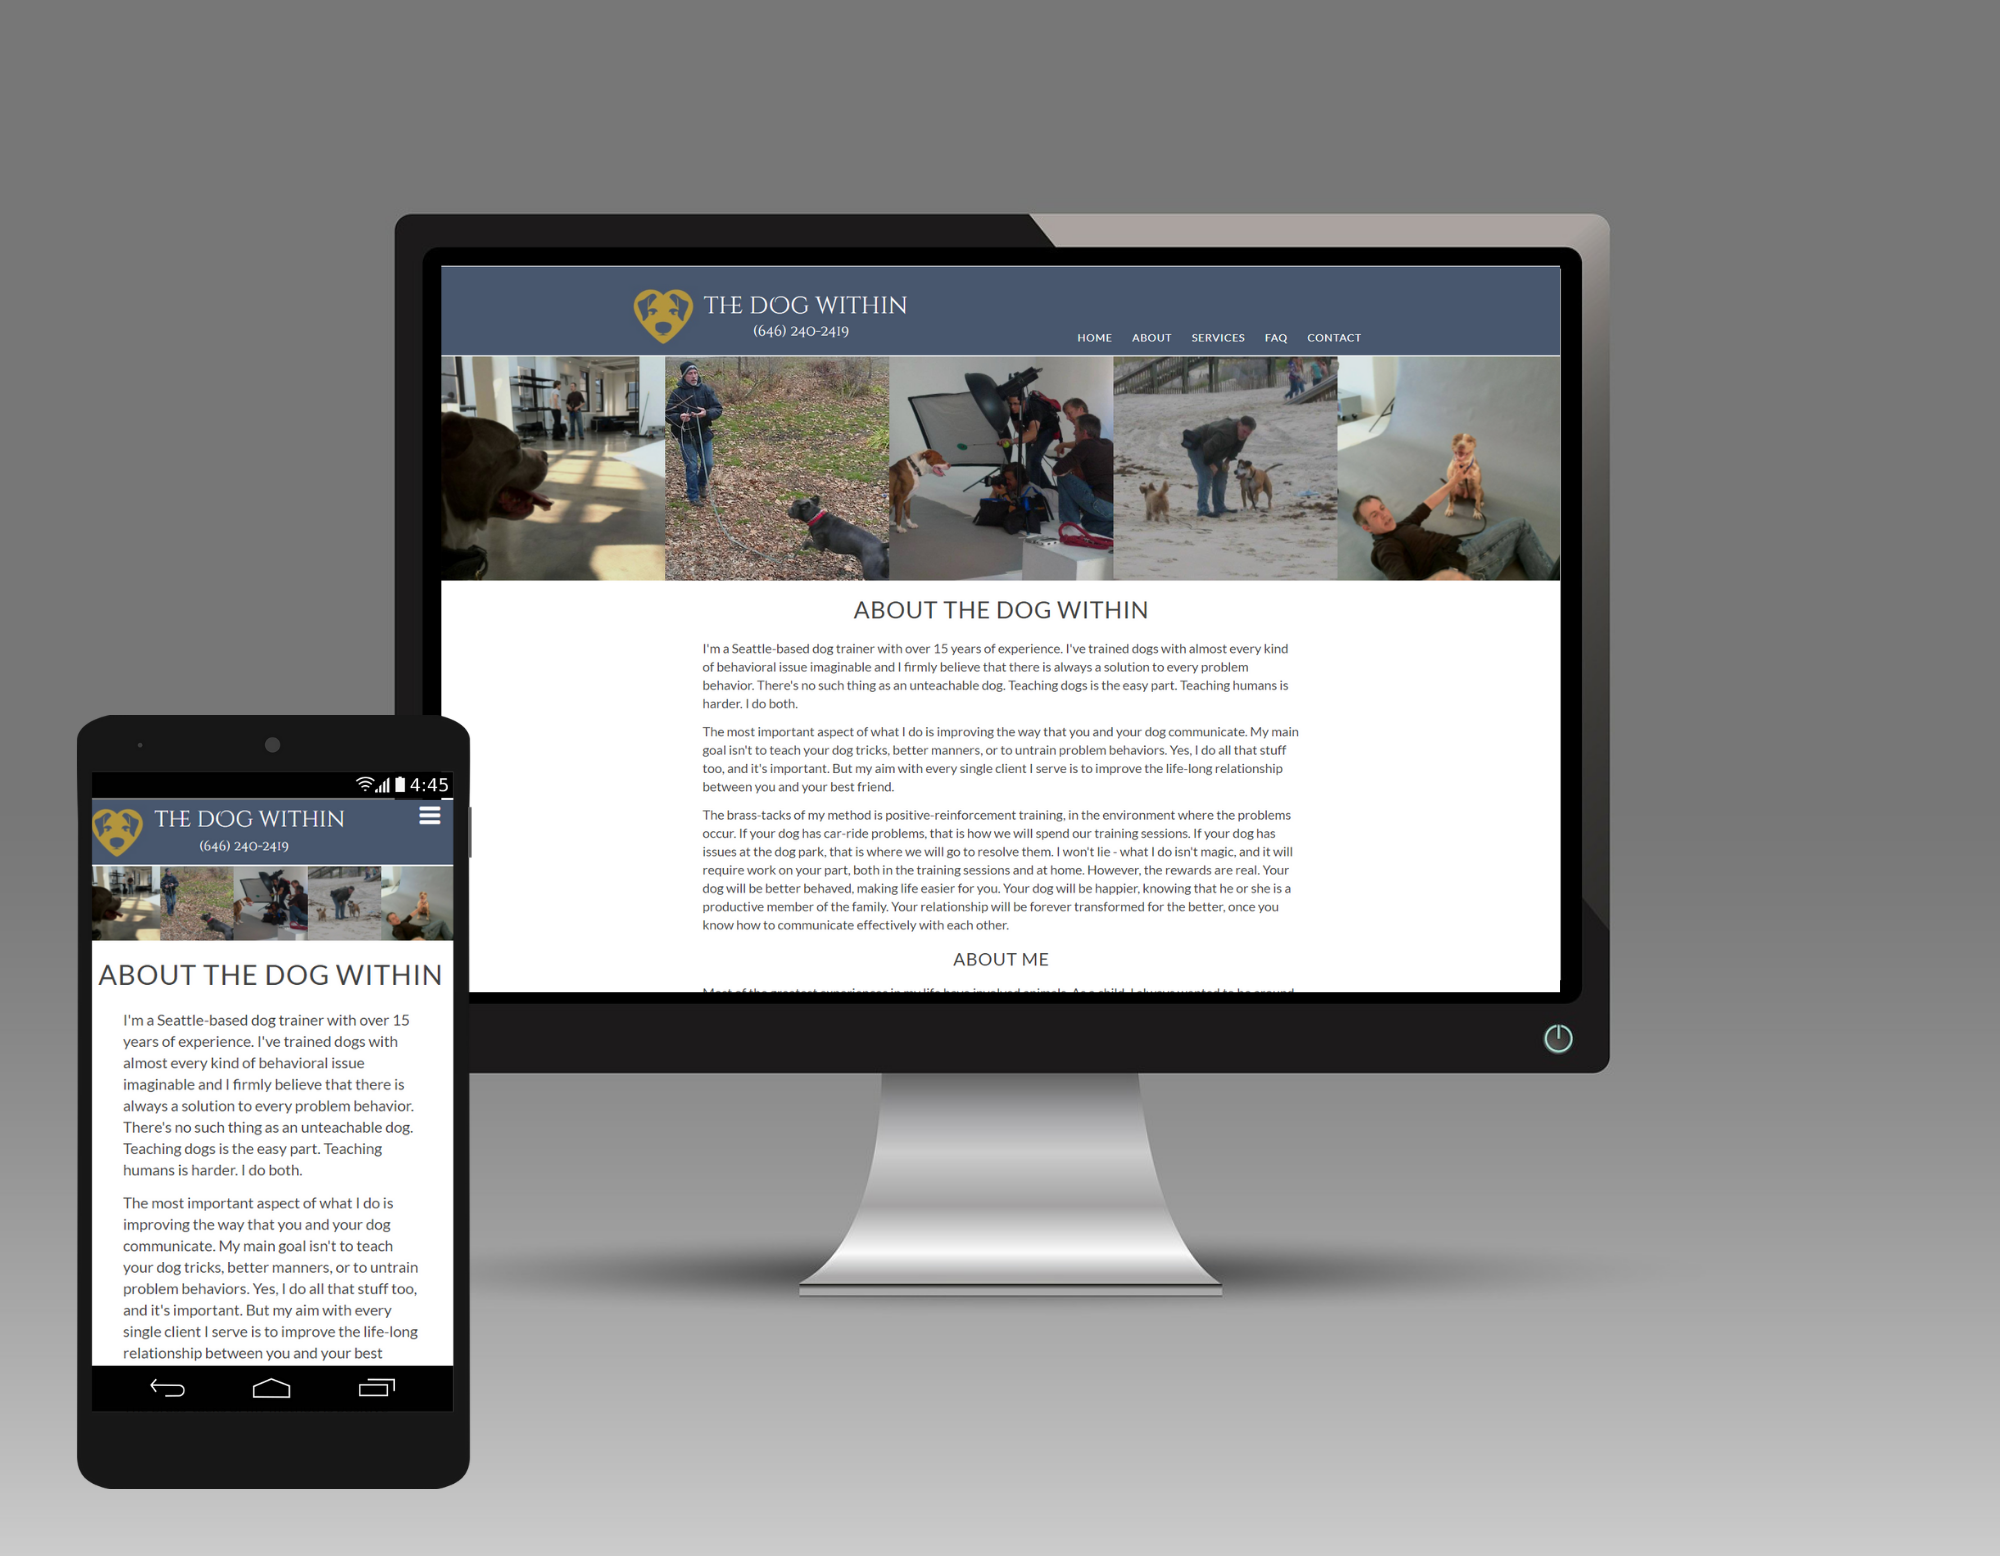 THE DOG WITHIN
(646) 240-2419
HOME ABOUT SERVICES FAQ CONTACT
ABOUT THE DOG WITHIN
I'm a Seattle-based dog trainer with over 15 years of experience. I've trained dogs with almost every kind
of behavioral issue imaginable and I firmly believe that there is always a solution to every problem
behavior. There's no such thing as an unteachable dog. Teaching dogs is the easy part. Teaching humans is
harder. I do both.
The most important aspect of what I do is improving the way that you and your dog communicate. My main
goal isn't to teach your dog tricks, better manners, or to untrain problem behaviors. Yes, I do all that stuff
too, and it's important. But my aim with every single client I serve is to improve the life-long relationship
between you and your best friend.
The brass-tacks of my method is positive-reinforcement training, in the environment where the problems
occur. If your dog has car-ride problems, that is how we will spend our training sessions. If your dog has
issues at the dog park, that is where we will go to resolve them. I won't lie - what I do isn't magic, and it will
require work on your part, both in the training sessions and at home. However, the rewards are real. Your
dog will be better behaved, making life easier for you. Your dog will be happier, knowing that he or she is a
productive member of the family. Your relationship will be forever transformed for the better, once you
know how to communicate effectively with each other.
ABOUT ME
Most of the greatest experiences in my life have involved animals. As a child, I always wanted to be around
4:45
THE DOG WITHIN
(646) 240-2419
ABOUT THE DOG WITHIN
I'm a Seattle-based dog trainer with over 15
years of experience. I've trained dogs with
almost every kind of behavioral issue
imaginable and I firmly believe that there is
always a solution to every problem behavior.
There's no such thing as an unteachable dog.
Teaching dogs is the easy part. Teaching
humans is harder. I do both.
The most important aspect of what I do is
improving the way that you and your dog
communicate. My main goal isn't to teach
your dog tricks, better manners, or to untrain
problem behaviors. Yes, I do all that stuff too,
and it's important. But my aim with every
single client I serve is to improve the life-long
relationship between you and your best